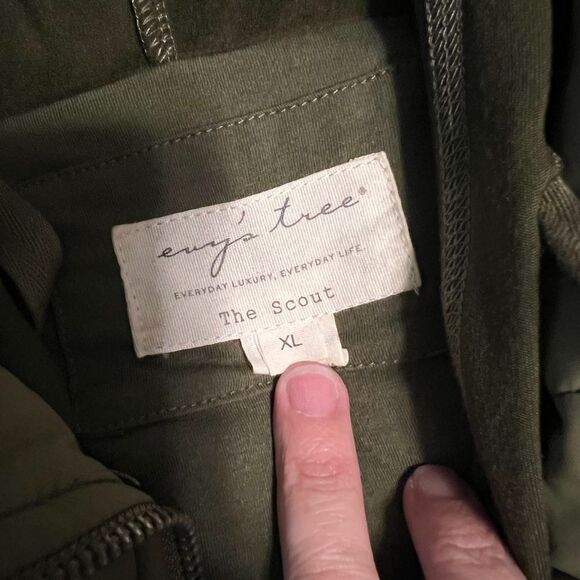 evy's tree®
EVERYDAY LUXURY, EVERYDAY LIFE.
The Scout
XL